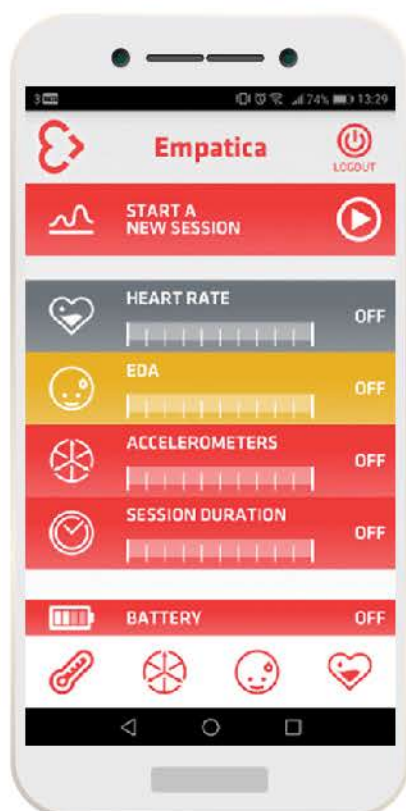 3
74% 13:29
Empatica
LOGOUT
START A
NEW SESSION
HEART RATE
OFF
EDA
OFF
ACCELEROMETERS
OFF
SESSION DURATION
OFF
BATTERY
OFF